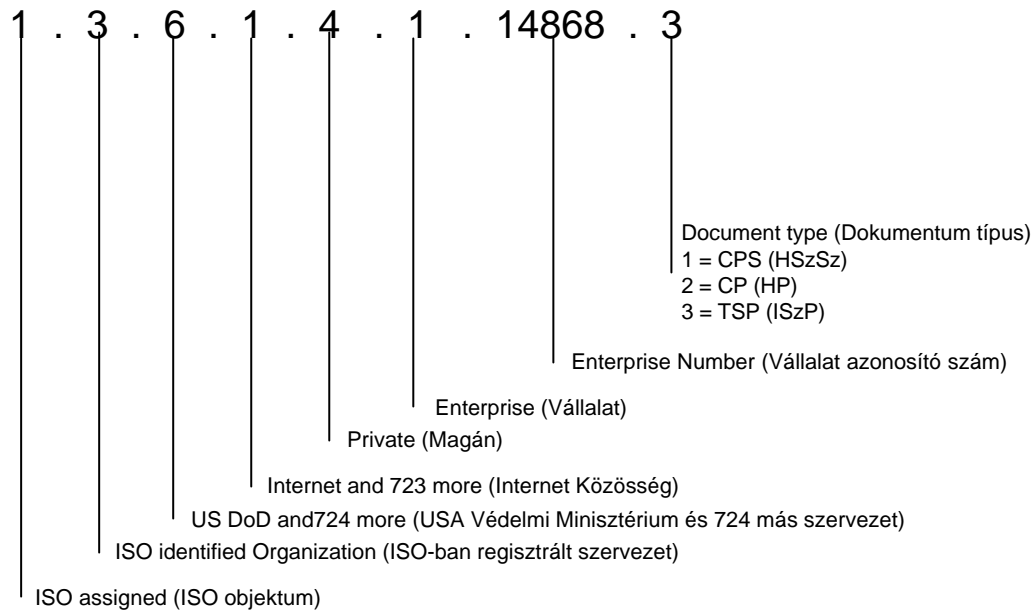 1 . 3 . 6 . 1 . 4 . 1 . 14868 . 3
Document type (Dokumentum típus)
1 = CPS (HSzSz)
2 = CP (HP)
3 = TSP (ISzP)
Enterprise Number (Vállalat azonosító szám)
Enterprise (Vállalat)
Private (Magán)
Internet and 723 more (Internet Közösség)
US DoD and724 more (USA Védelmi Minisztérium és 724 más szervezet)
ISO identified Organization (ISO-ban regisztrált szervezet)
ISO assigned (ISO objektum)